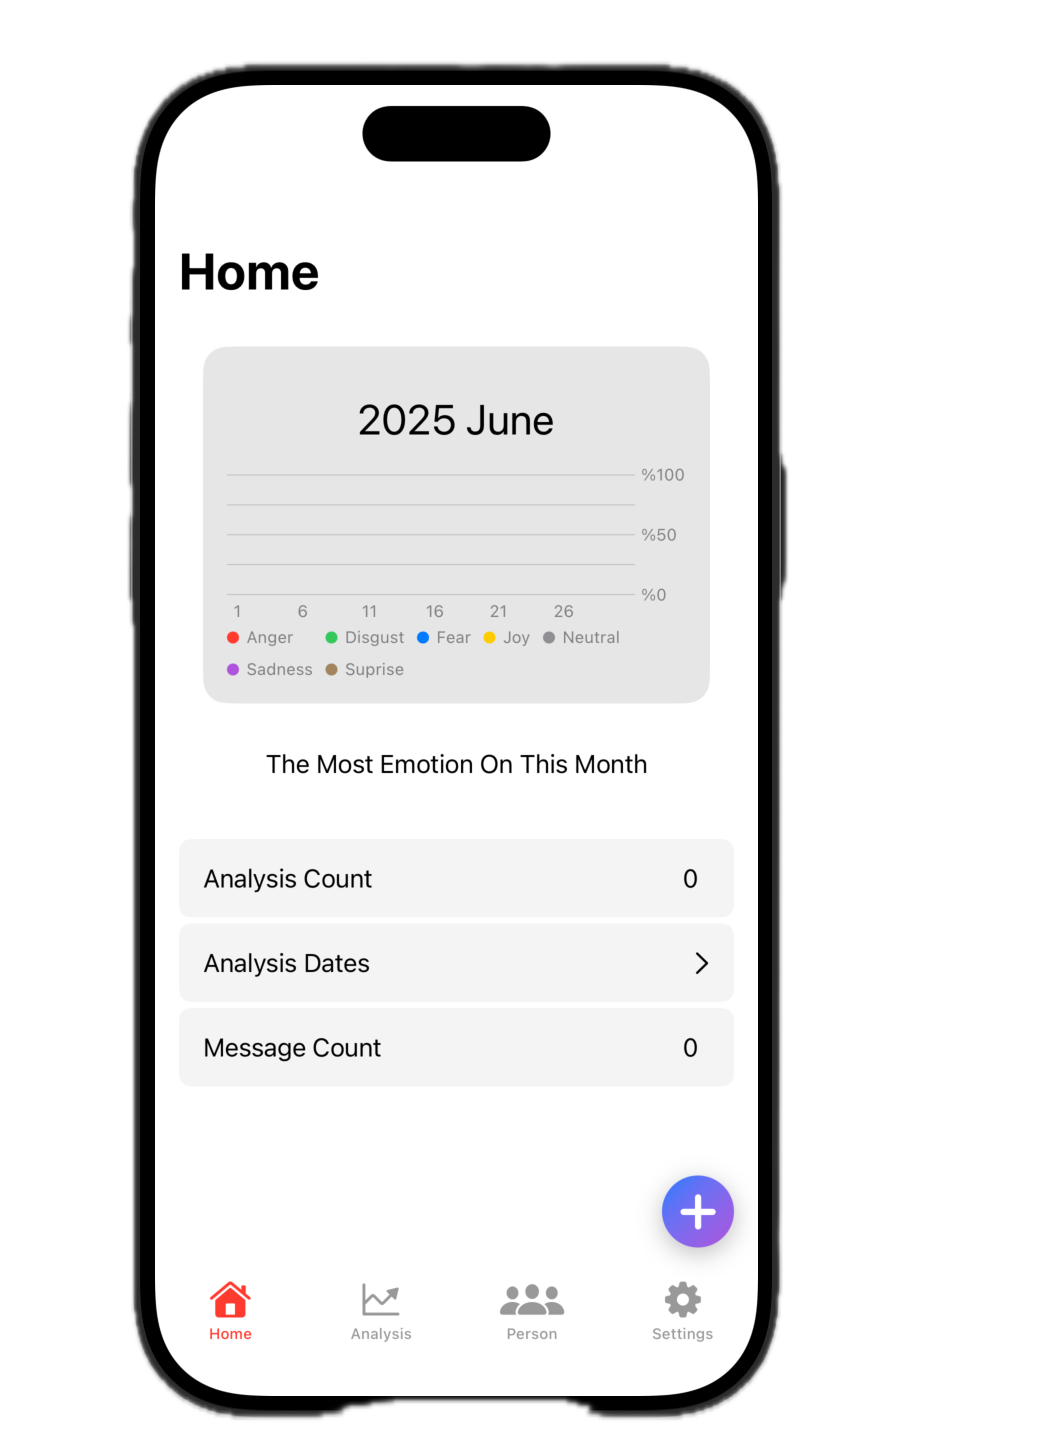 Home
2025 June
%100
%50
%0
1 6 11 16 21 26
Anger Disgust Fear Joy Neutral
Sadness Suprise
The Most Emotion On This Month
Analysis Count 0
Analysis Dates
Message Count 0
Home Analysis Person Settings